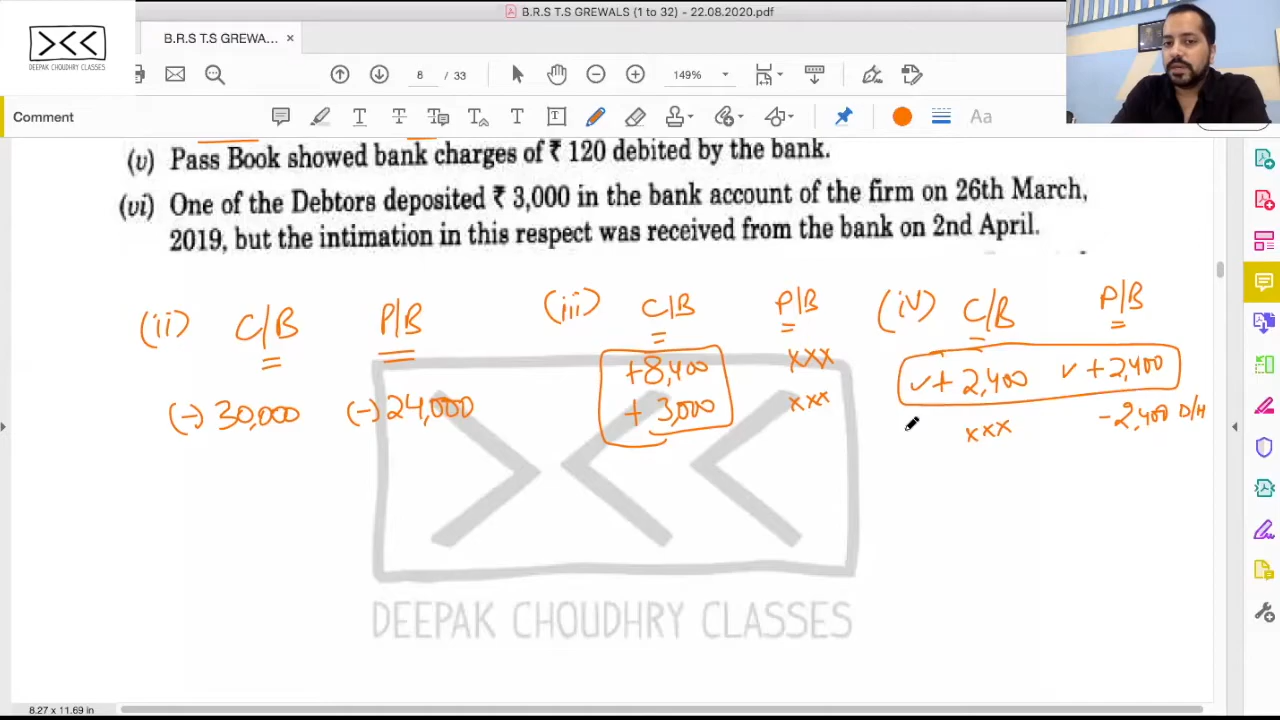 B.R.S T.S GREWALS (1 to 32) - 22.08.2020.pdf
DEEPAK CHOUDHRY CLASSES
B.R.S T.S GREWA... ×
8 / 33
149%
Comment
Aa
(v) Pass Book showed bank charges of ₹ 120 debited by the bank.
(vi) One of the Debtors deposited ₹ 3,000 in the bank account of the firm on 26th March,
2019, but the intimation in this respect was received from the bank on 2nd April.
(ii) C/B P/B
(-) 30,000 (-) 24,000
(iii) C/B P/B
+8,400 xxx
+ 3,000 xxx
(iv) C/B P/B
✓+ 2,400 ✓ +2,400
xxx -2,400 D/H
DEEPAK CHOUDHRY CLASSES
8.27 x 11.69 in